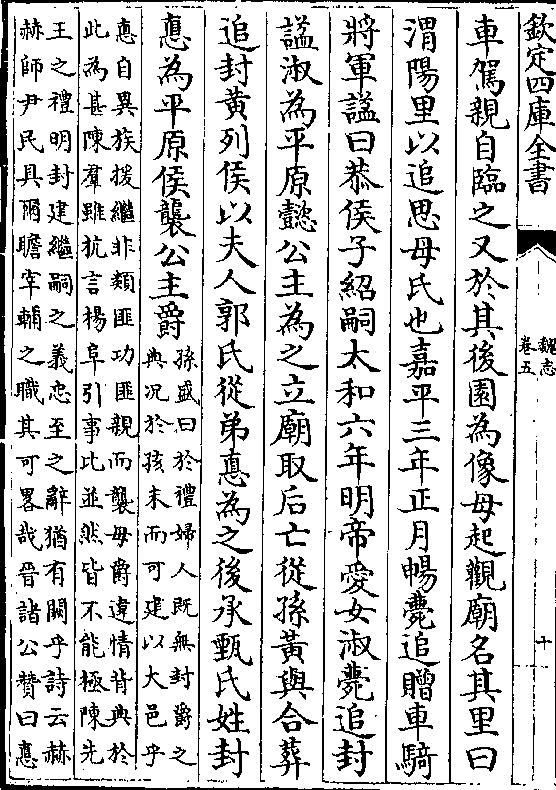 欽定四庫全書
魏志
卷五
十
車駕親自臨之又於其後園為像母起觀廟名其里曰
渭陽里以追思母氏也嘉平三年正月暢薨追贈車騎
將軍諡曰恭侯子紹嗣太和六年明帝愛女淑薨追封
諡淑為平原懿公主為之立廟取后亡從孫黃與合葬
追封黃列侯以夫人郭氏從弟悳為之後承甄氏姓封
悳為平原侯襲公主爵
孫盛曰於禮婦人既無封爵之
典况於孩末而可建以大邑乎
悳自異族援繼非類匪功匪親而襲母爵違情背典於
此為甚陳羣雖抗言楊阜引事比並然皆不能極陳先
王之禮明封建繼嗣之義忠至之辭猶有闕乎詩云赫
赫師尹民具爾瞻宰輔之職其可畧哉晉諸公贊曰悳